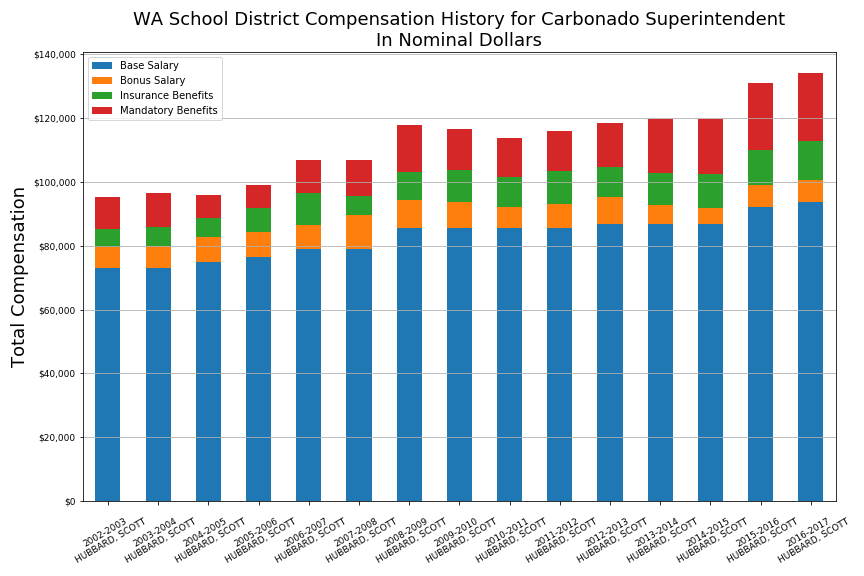 WA School District Compensation History for Carbonado Superintendent
In Nominal Dollars
Total Compensation
$140,000
$120,000
$100,000
$80,000
$60,000
$40,000
$20,000
$0
Base Salary
Bonus Salary
Insurance Benefits
Mandatory Benefits
2002-2003
HUBBARD, SCOTT
2003-2004
HUBBARD, SCOTT
2004-2005
HUBBARD, SCOTT
2005-2006
HUBBARD, SCOTT
2006-2007
HUBBARD, SCOTT
2007-2008
HUBBARD, SCOTT
2008-2009
HUBBARD, SCOTT
2009-2010
HUBBARD, SCOTT
2010-2011
HUBBARD, SCOTT
2011-2012
HUBBARD, SCOTT
2012-2013
HUBBARD, SCOTT
2013-2014
HUBBARD, SCOTT
2014-2015
HUBBARD, SCOTT
2015-2016
HUBBARD, SCOTT
2016-2017
HUBBARD, SCOTT